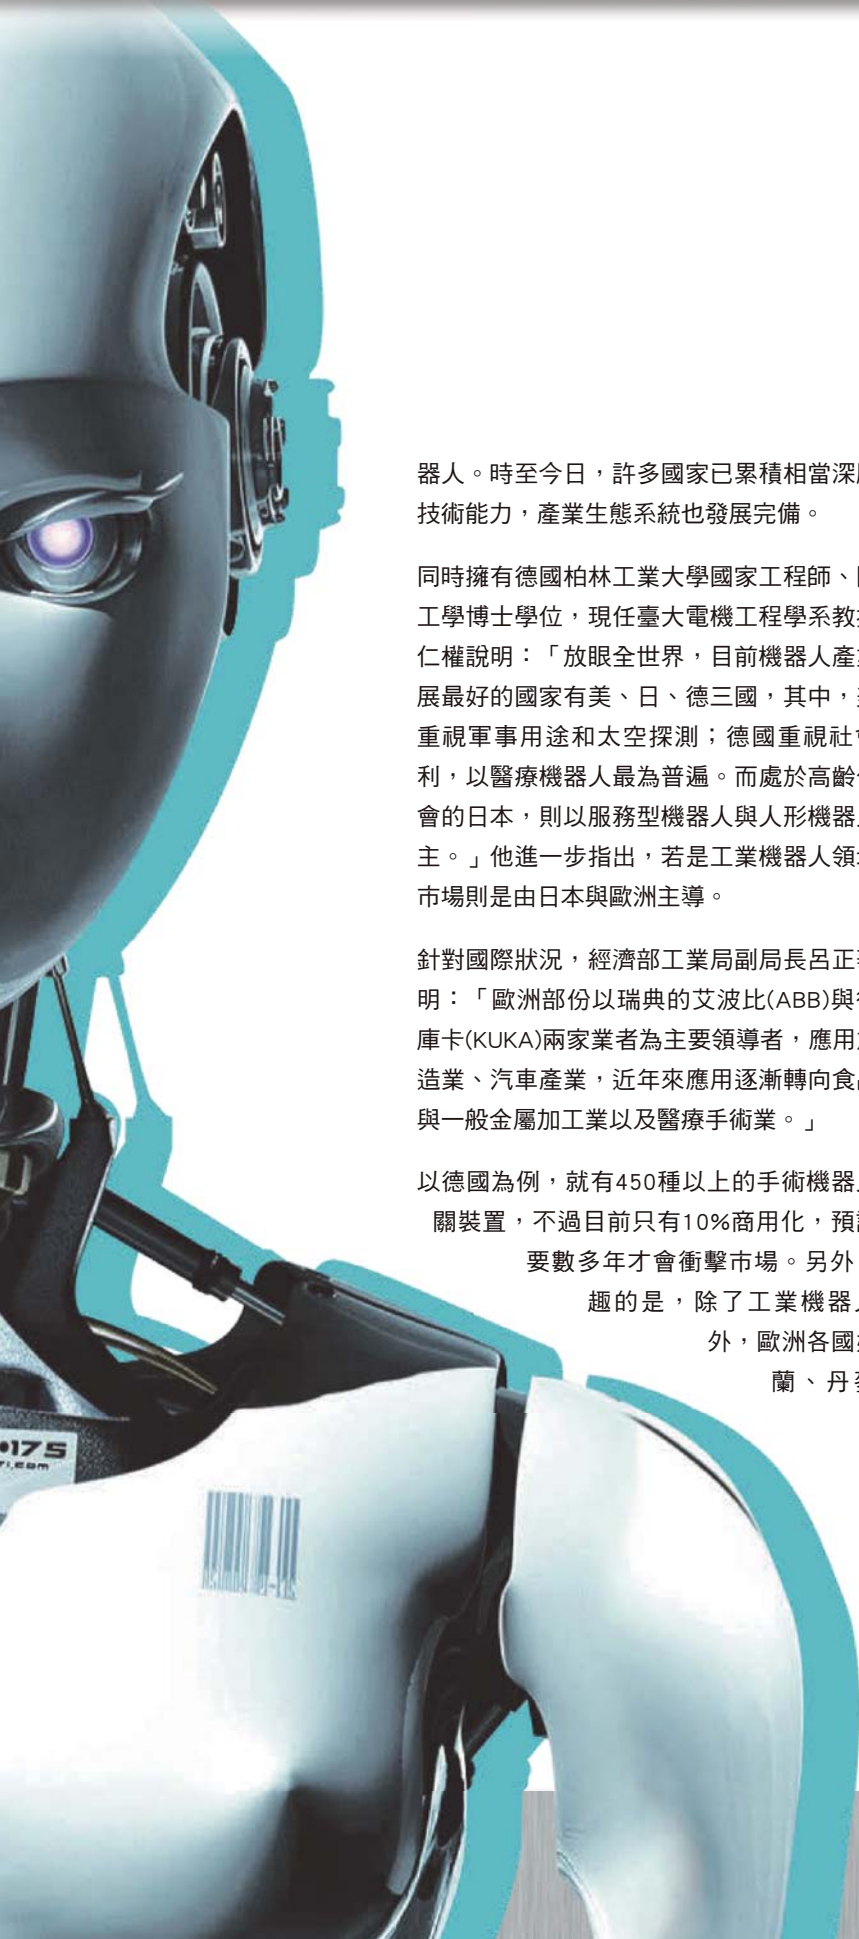 器人。時至今日，許多國家已累積相當深
技術能力，產業生態系統也發展完備。
同時擁有德國柏林工業大學國家工程師、
工學博士學位，現任臺大電機工程學系教
仁權說明：「放眼全世界，目前機器人產
展最好的國家有美、日、德三國，其中，
重視軍事用途和太空探測；德國重視社
利，以醫療機器人最為普遍。而處於高齡
會的日本，則以服務型機器人與人形機器
主。」他進一步指出，若是工業機器人領
市場則是由日本與歐洲主導。
針對國際狀況，經濟部工業局副局長呂正
明：「歐洲部份以瑞典的艾波比(ABB)與
庫卡(KUKA)兩家業者為主要領導者，應用
造業、汽車產業，近年來應用逐漸轉向食
與一般金屬加工業以及醫療手術業。」
以德國為例，就有450種以上的手術機器
關裝置，不過目前只有10%商用化，預
要數多年才會衝擊市場。另外
趣的是，除了工業機器
外，歐洲各國
蘭、丹
175